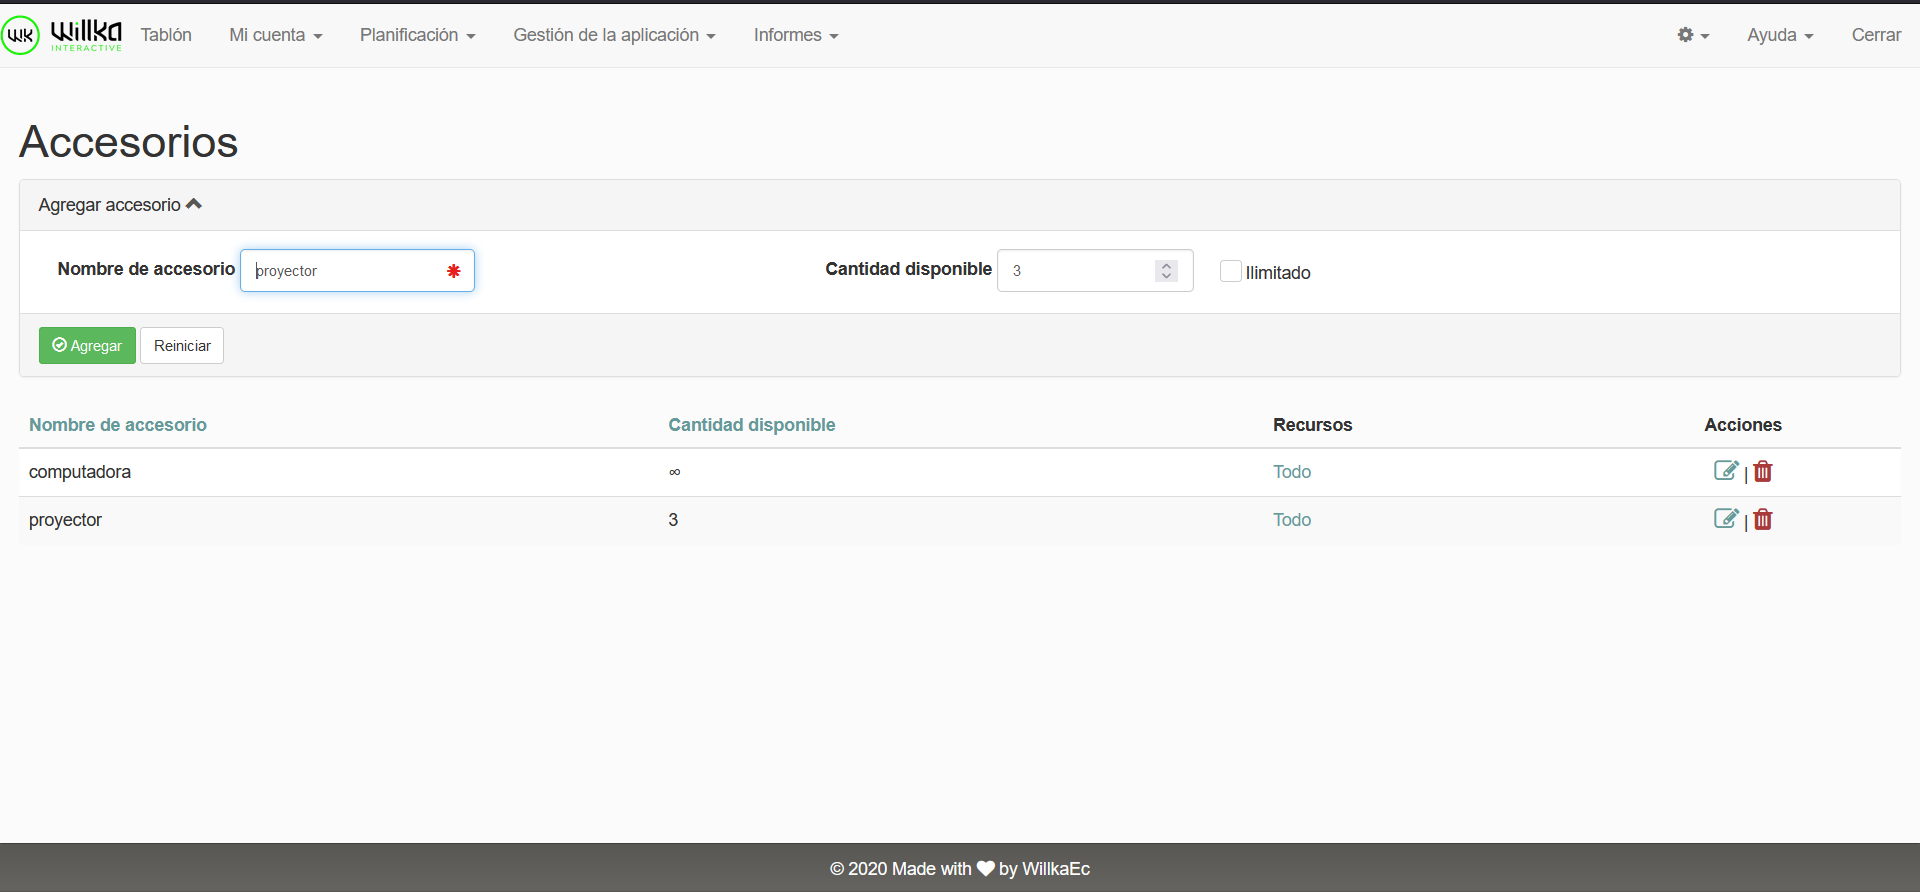 WK Willka INTERACTIVE Tablón Mi cuenta Planificación Gestión de la aplicación Informes Ayuda Cerrar
Accesorios
Agregar accesorio
Nombre de accesorio proyector Cantidad disponible 3 Ilimitado
Agregar Reiniciar
Nombre de accesorio Cantidad disponible Recursos Acciones
computadora ∞ Todo |
proyector 3 Todo |
© 2020 Made with ♥ by WillkaEc